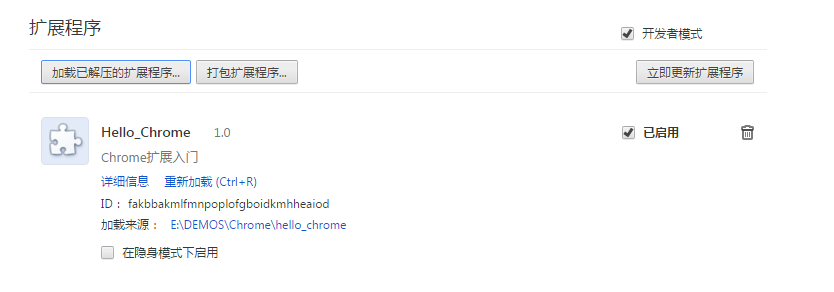 扩展程序
开发者模式
加载已解压的扩展程序... 打包扩展程序... 立即更新扩展程序
Hello_Chrome 1.0 已启用
Chrome扩展入门
详细信息 重新加载 (Ctrl+R)
ID： fakbbakmlfmnpoplofgboidkmhheaiod
加载来源： E:\DEMOS\Chrome\hello_chrome
在隐身模式下启用